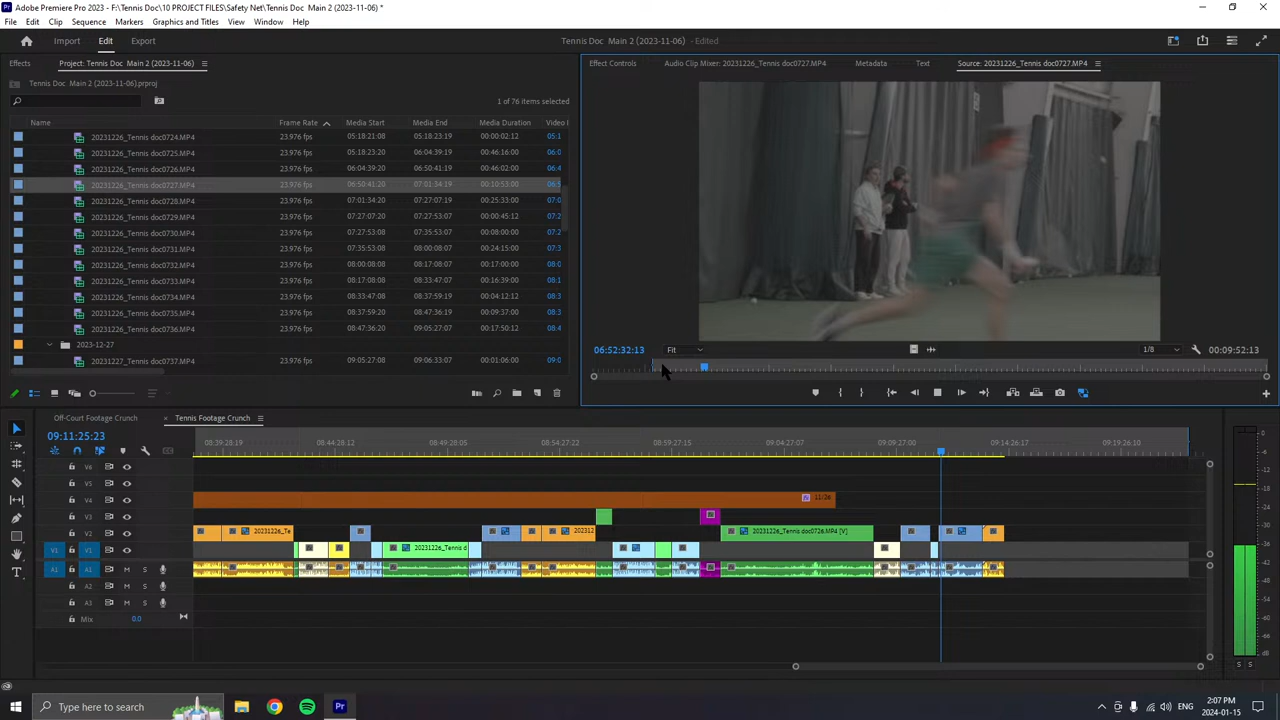 Adobe Premiere Pro 2023 - F:\Tennis Doc\10 PROJECT FILES\Safety Net\Tennis Doc  Main 2 (2023-11-06) *
File Edit Clip Sequence Markers Graphics and Titles View Window Help
Import Edit Export Tennis Doc  Main 2 (2023-11-06) - Edited
Effects Project: Tennis Doc  Main 2 (2023-11-06) Effect Controls Audio Clip Mixer: 20231226_Tennis doc0727.MP4 Metadata Text Source: 20231226_Tennis doc0727.MP4
Tennis Doc  Main 2 (2023-11-06).prproj
1 of 76 items selected
Name Frame Rate Media Start Media End Media Duration Video I
20231226_Tennis doc0724.MP4 23.976 fps 05:18:21:08 05:18:23:19 00:00:02:12 05:1
20231226_Tennis doc0725.MP4 23.976 fps 05:18:23:20 06:04:39:19 00:46:16:00 06:0
20231226_Tennis doc0726.MP4 23.976 fps 06:04:39:20 06:50:41:19 00:46:02:00 06:4
20231226_Tennis doc0727.MP4 23.976 fps 06:50:41:20 07:01:34:19 00:10:53:00 06:5
20231226_Tennis doc0728.MP4 23.976 fps 07:01:34:20 07:27:07:19 00:25:33:00 07:0
20231226_Tennis doc0729.MP4 23.976 fps 07:27:07:20 07:27:53:07 00:00:45:12 07:2
20231226_Tennis doc0730.MP4 23.976 fps 07:27:53:08 07:35:53:07 00:08:00:00 07:2
20231226_Tennis doc0731.MP4 23.976 fps 07:35:53:08 08:00:08:07 00:24:15:00 07:3
20231226_Tennis doc0732.MP4 23.976 fps 08:00:08:08 08:17:08:07 00:17:00:00 08:0
20231226_Tennis doc0733.MP4 23.976 fps 08:17:08:08 08:33:47:07 00:16:39:00 08:1
20231226_Tennis doc0734.MP4 23.976 fps 08:33:47:08 08:37:59:19 00:04:12:12 08:3
20231226_Tennis doc0735.MP4 23.976 fps 08:37:59:20 08:47:36:19 00:09:37:00 08:3
20231226_Tennis doc0736.MP4 23.976 fps 08:47:36:20 09:05:27:07 00:17:50:12 08:4
2023-12-27
20231227_Tennis doc0737.MP4 23.976 fps 09:05:27:08 09:06:33:07 00:01:06:00 09:0
06:52:32:13 Fit 1/8 00:09:52:13
Off-Court Footage Crunch × Tennis Footage Crunch
09:11:25:23
08:39:28:19 08:44:28:12 08:49:28:05 08:54:27:22 08:59:27:15 09:04:27:07 09:09:27:00 09:14:26:17 09:19:26:10
V6
V5
V4 fx
V3
V2 20231226_Te 202312 20231226_Tennis doc0726.MP4 [V]
V1 V1 20231226_Tennis d
A1 A1 M S
A2 M S
A3 M S
Mix 0.0
0
-6
-12
-18
-24
-30
-36
-42
-48
-54
dB
S S
Type here to search
Pr
ENG
2:07 PM
2024-01-15